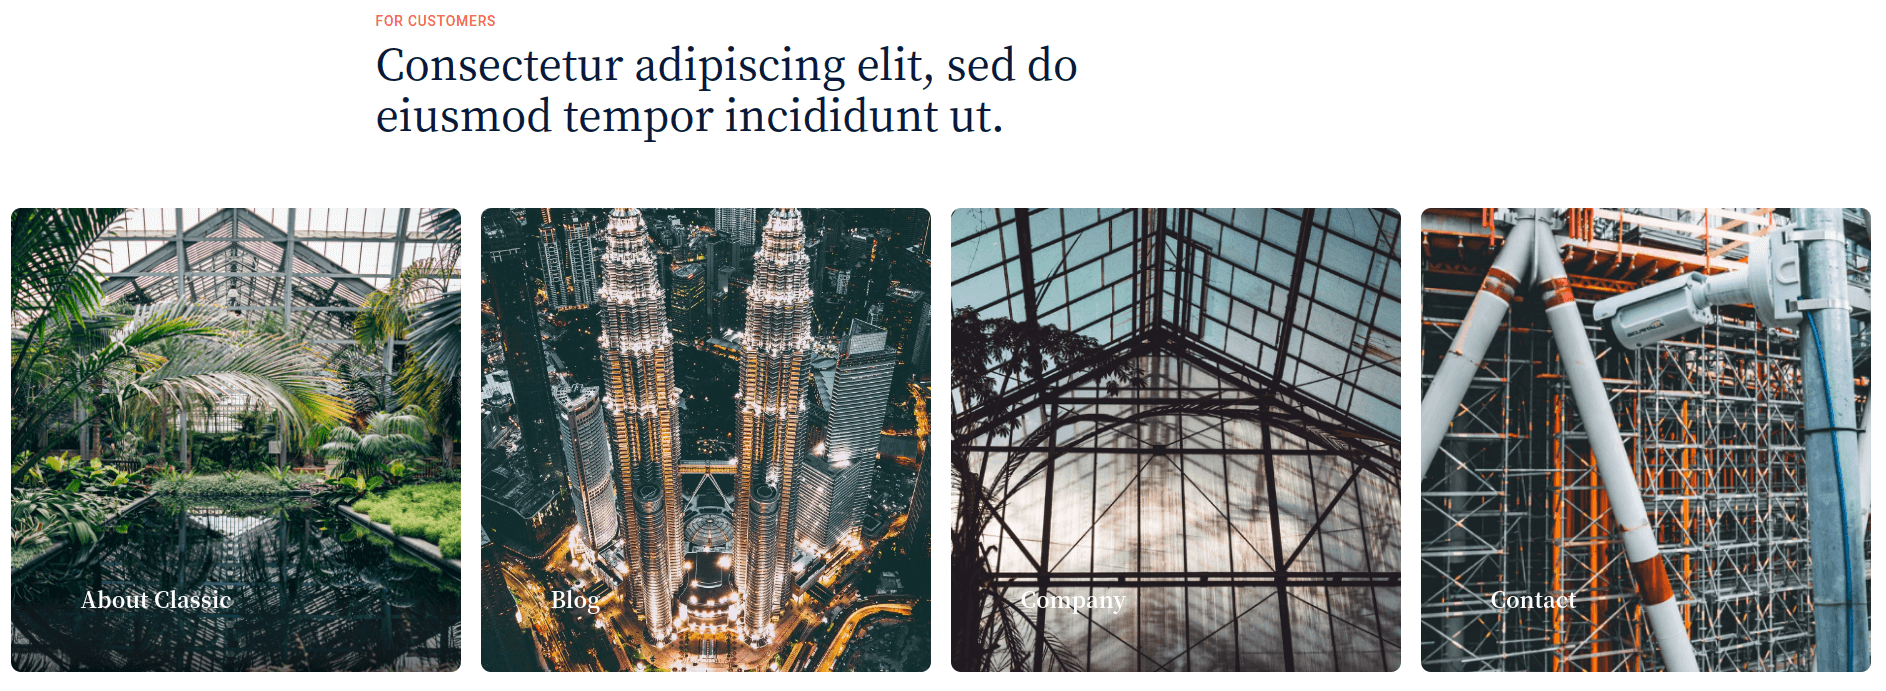 FOR CUSTOMERS
Consectetur adipiscing elit, sed do
eiusmod tempor incididunt ut.
About Classic
Blog
Company
Contact